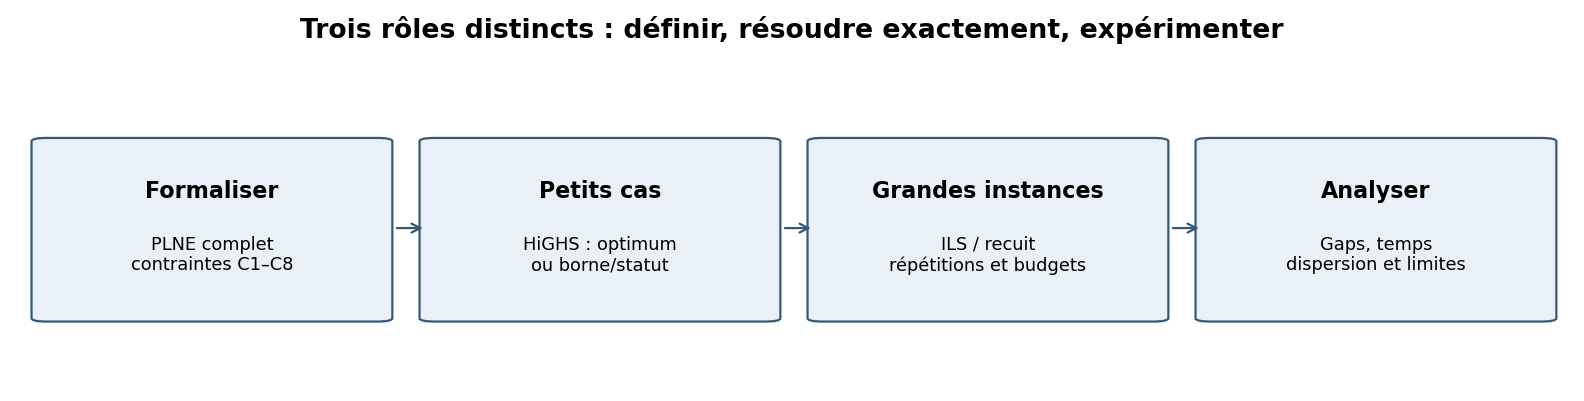 Trois rôles distincts : définir, résoudre exactement, expérimenter
Formaliser
PLNE complet
contraintes C1–C8
Petits cas
HiGHS : optimum
ou borne/statut
Grandes instances
ILS / recuit
répétitions et budgets
Analyser
Gaps, temps
dispersion et limites